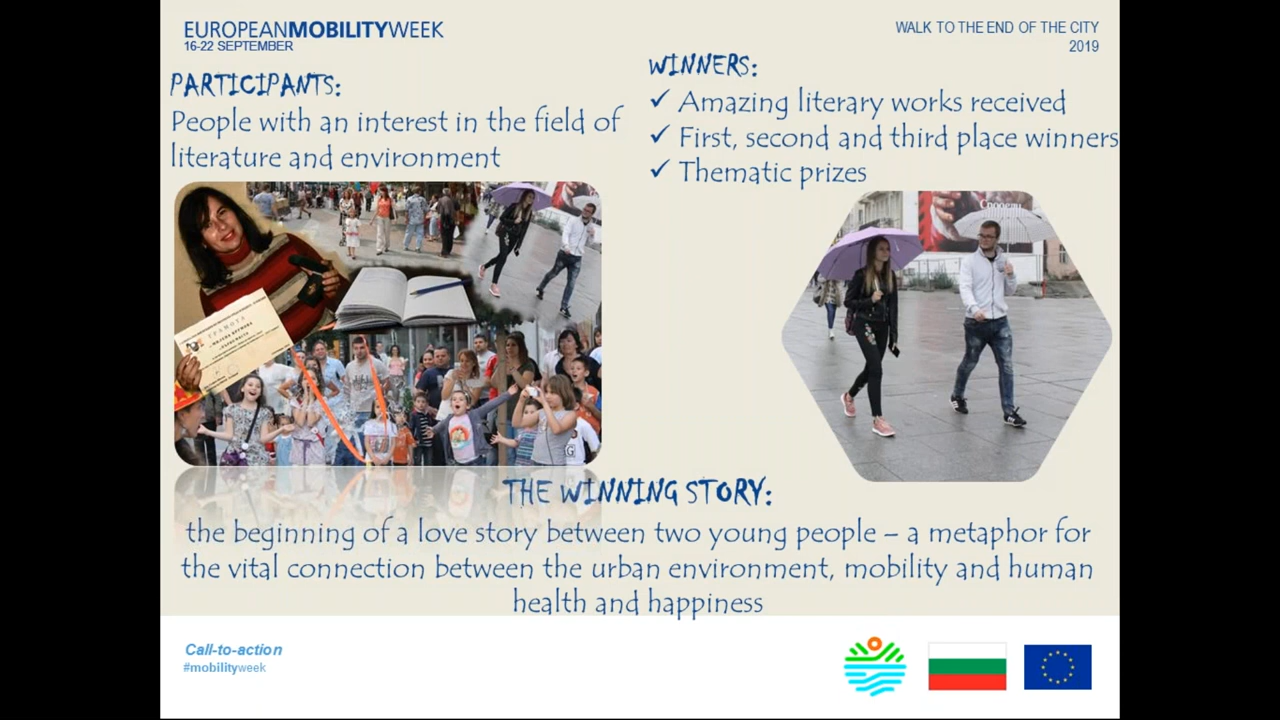 EUROPEANMOBILITYWEEK
16-22 SEPTEMBER
WALK TO THE END OF THE CITY
2019
PARTICIPANTS:
People with an interest in the field of
literature and environment
WINNERS:
✓ Amazing literary works received
✓ First, second and third place winners
✓ Thematic prizes
ГРАМОТА
THE WINNING STORY:
the beginning of a love story between two young people – a metaphor for
the vital connection between the urban environment, mobility and human
health and happiness
Call-to-action
#mobilityweek